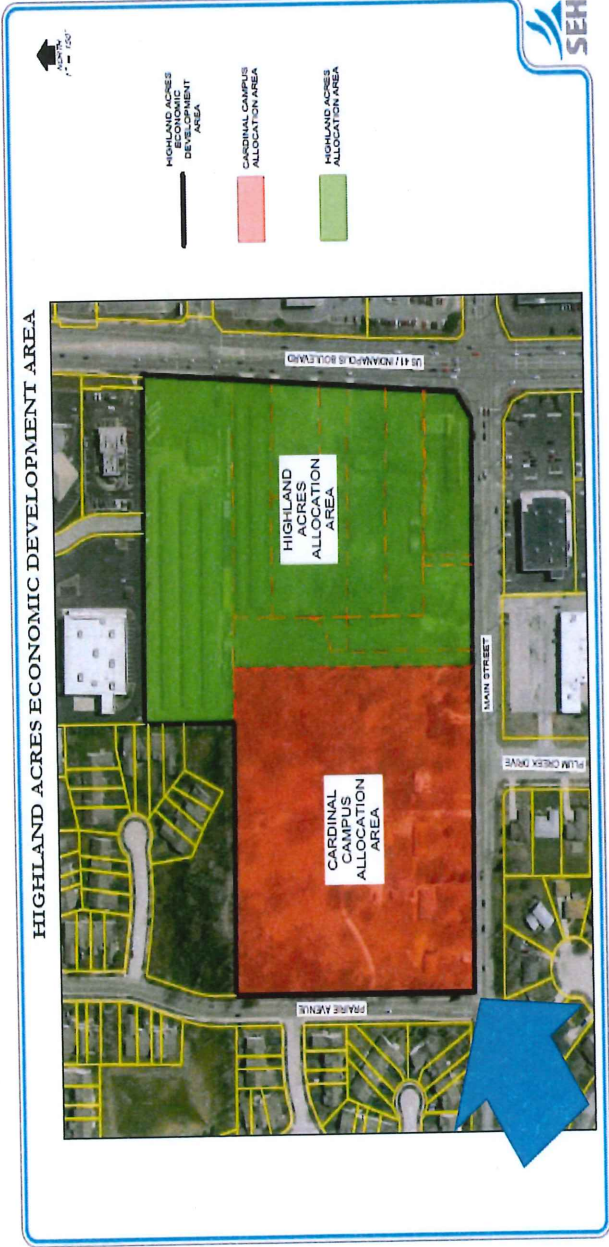 HIGHLAND ACRES ECONOMIC DEVELOPMENT AREA
HIGHLAND
ACRES
ALLOCATION
AREA
CARDINAL
CAMPUS
ALLOCATION
AREA
US 41 / INDIANAPOLIS BOULEVARD
MAIN STREET
PRAIRIE AVENUE
PLUM CREEK DRIVE
NORTH
1" = 150'
HIGHLAND ACRES
ECONOMIC
DEVELOPMENT
AREA
CARDINAL CAMPUS
ALLOCATION AREA
HIGHLAND ACRES
ALLOCATION AREA
SEH